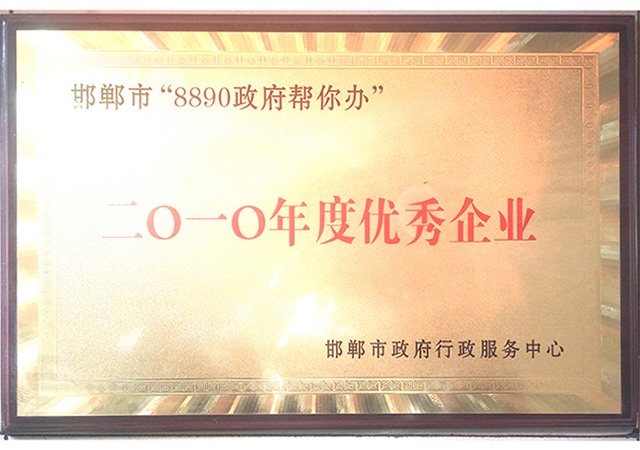 邯郸市“8890政府帮你办”
二〇一〇年度优秀企业
邯郸市政府行政服务中心